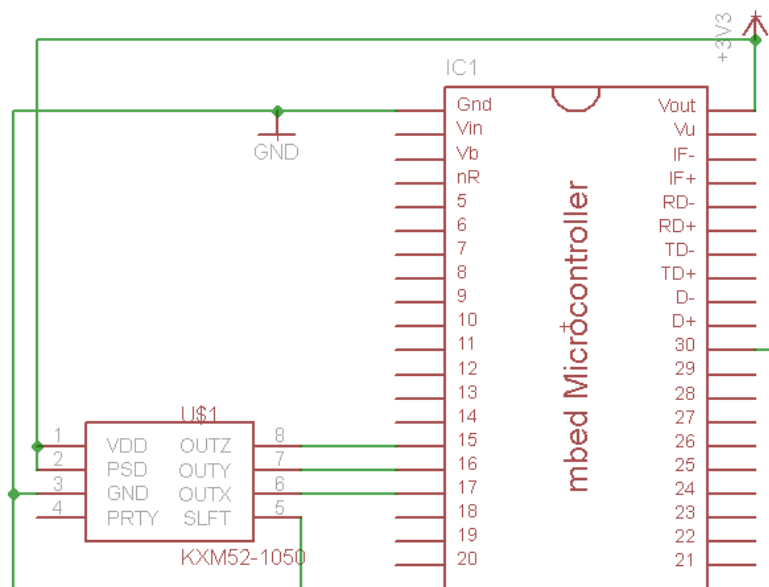 +3V3
IC1
GND
mbed Microcontroller
Gnd Vout
Vin Vu
Vb IF-
nR IF+
5 RD-
6 RD+
7 TD-
8 TD+
9 D-
10 D+
11 30
12 29
13 28
14 27
15 26
16 25
17 24
18 23
19 22
20 21
U$1
1 VDD OUTZ 8
2 PSD OUTY 7
3 GND OUTX 6
4 PRTY SLFT 5
KXM52-1050